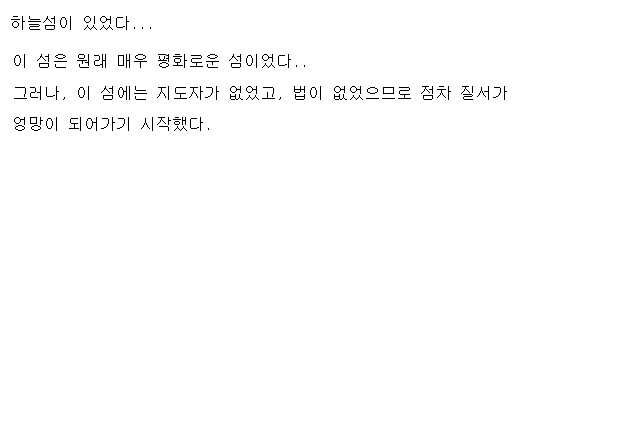 하늘섬이 있었다...
이 섬은 원래 매우 평화로운 섬이었다..
그러나, 이 섬에는 지도자가 없었고, 법이 없었으므로 점차 질서가
엉망이 되어가기 시작했다.